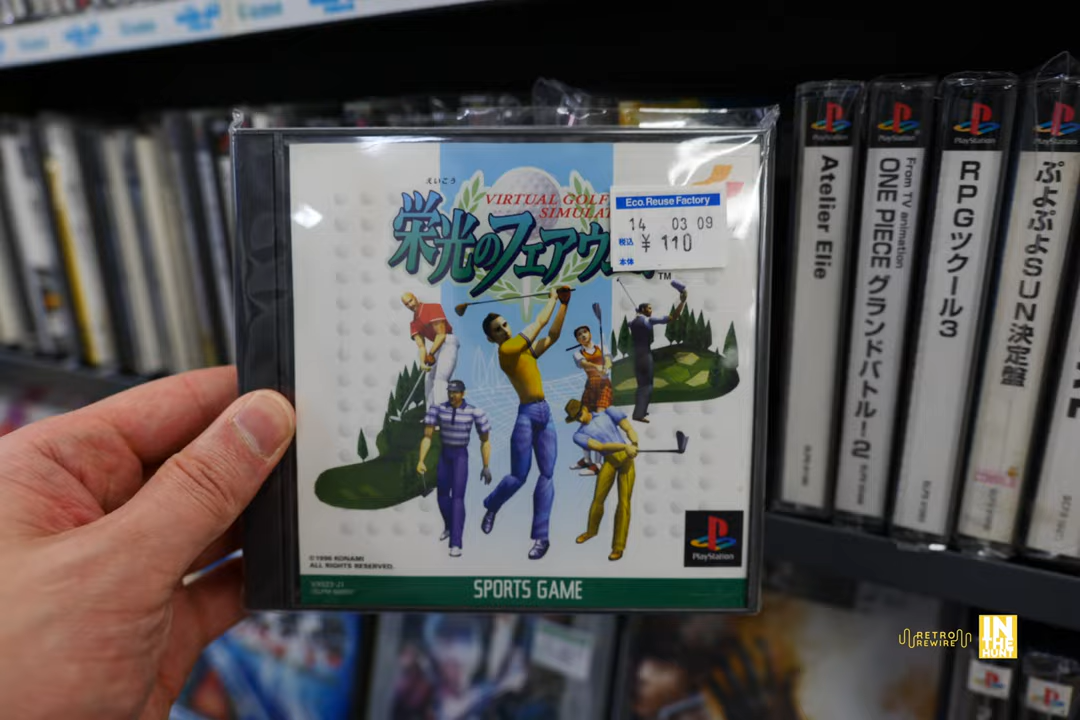 えいこう
VIRTUAL GOLF
SIMULAT
栄光のフェアウ
TM
Eco.Reuse Factory
14 03 09
税込
¥ 110
本体
©1996 KONAMI
ALL RIGHTS RESERVED.
VX023-J1
PlayStation
SPORTS GAME
PlayStation
Atelier Elie
PlayStation
From TV animation
ONE PIECE グランドバトル!2
PlayStation
RPGツクール3
PlayStation
ぷよぷよSUN決定盤
RETRO
REWIRE
IN
THE
HUNT